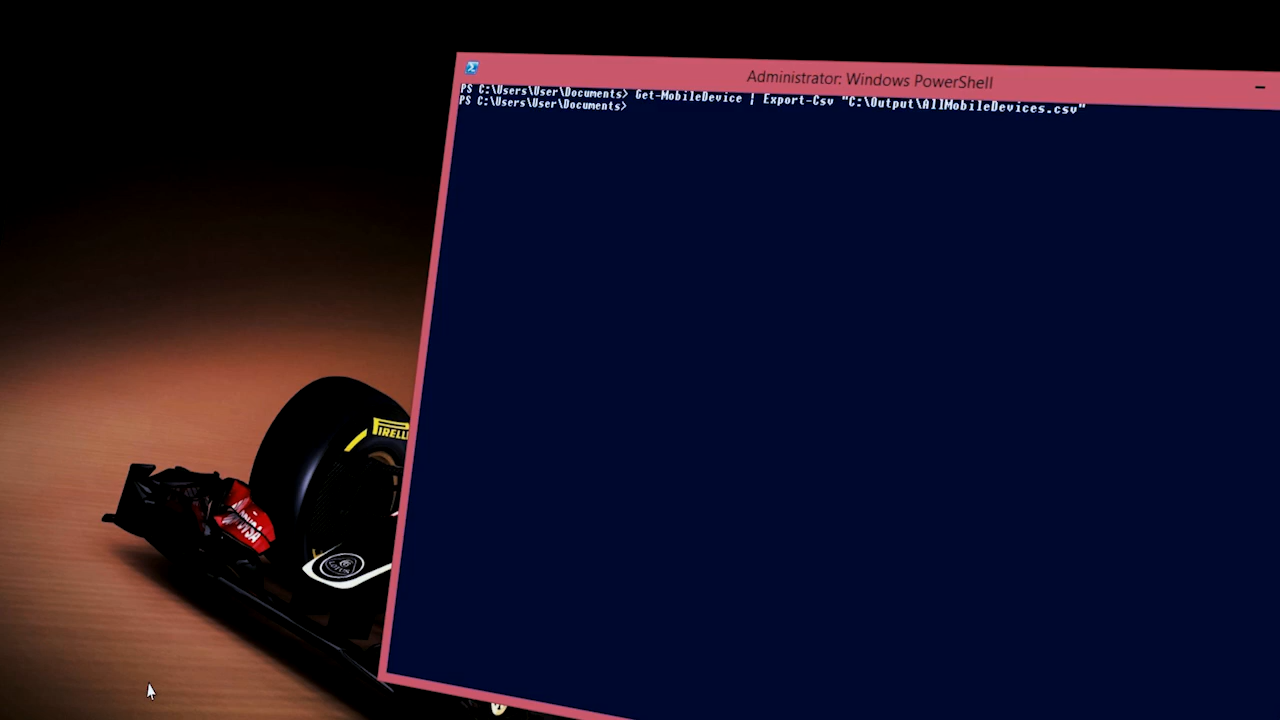 Administrator: Windows PowerShell
PS C:\Users\User\Documents> Get-MobileDevice | Export-Csv "C:\Output\AllMobileDevices.csv"
PS C:\Users\User\Documents>
PIRELLI
LOTUS